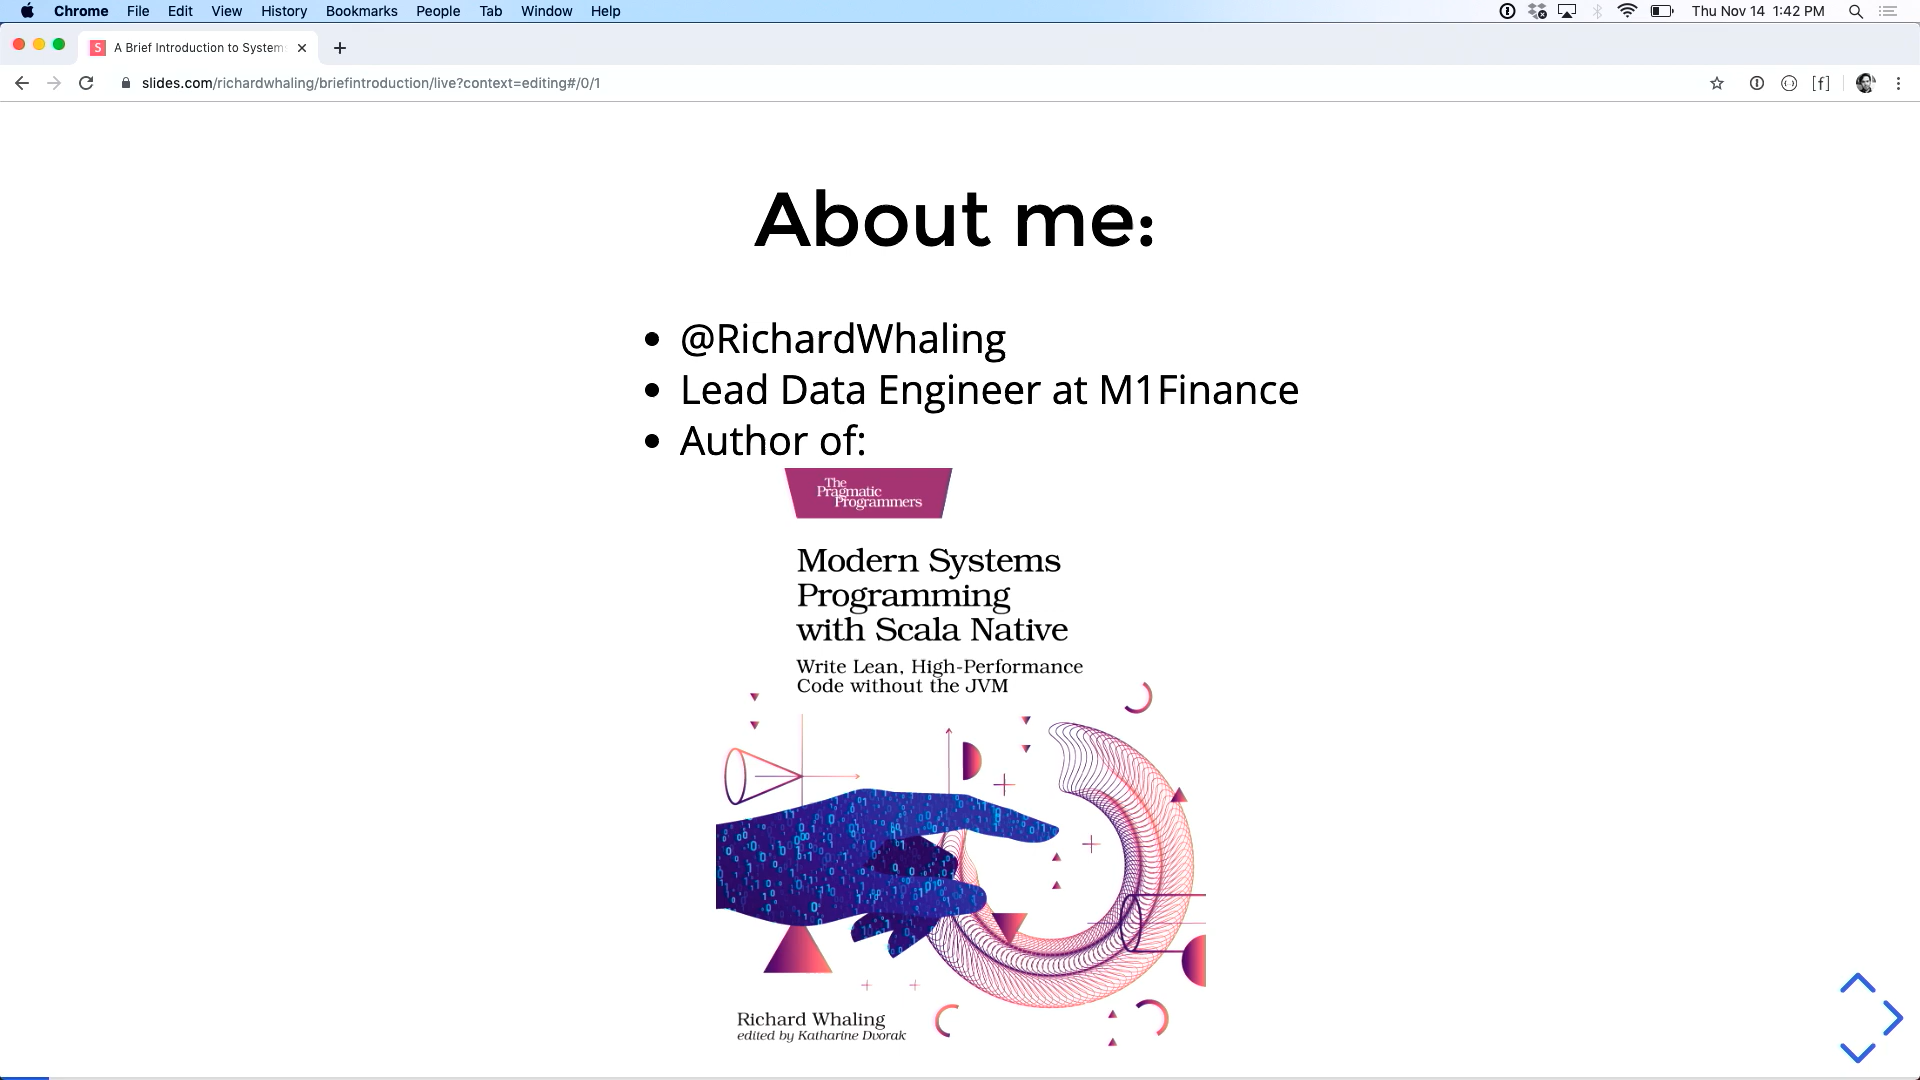 Chrome File Edit View History Bookmarks People Tab Window Help Thu Nov 14 1:42 PM
S A Brief Introduction to System
slides.com/richardwhaling/briefintroduction/live?context=editing#/0/1
[f]
About me:
• @RichardWhaling
• Lead Data Engineer at M1Finance
• Author of:
The
Pragmatic
Programmers
Modern Systems
Programming
with Scala Native
Write Lean, High-Performance
Code without the JVM
Richard Whaling
edited by Katharine Dvorak